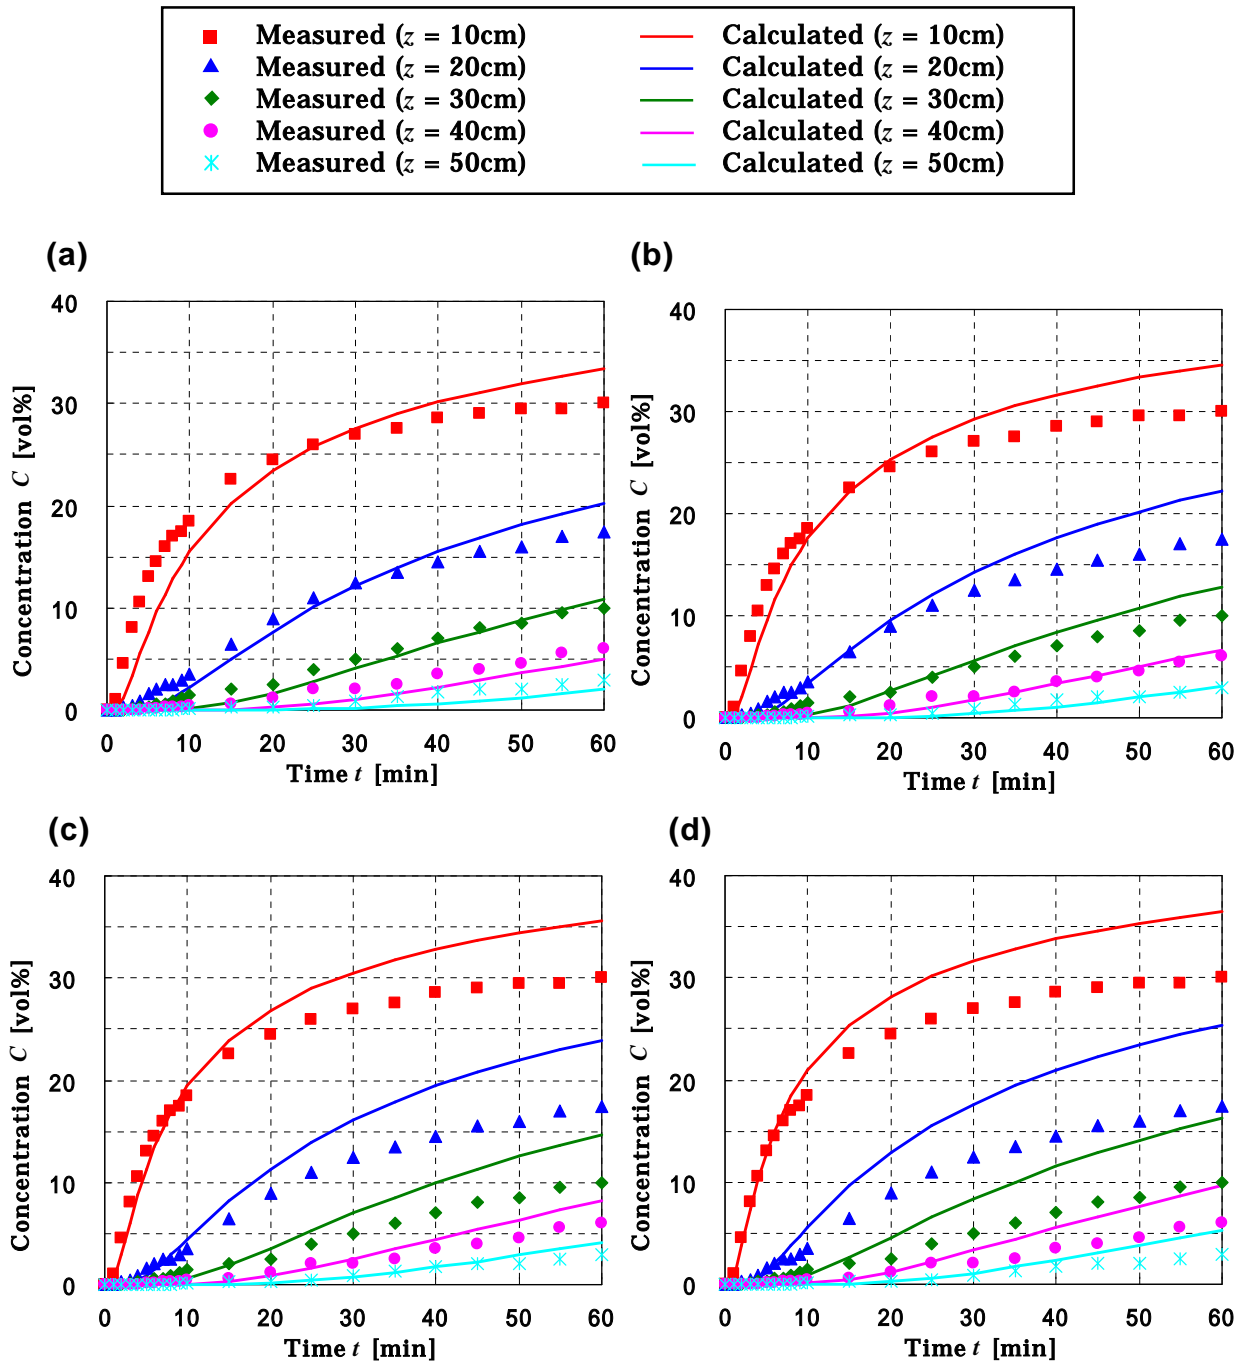 Measured (z = 10cm) Calculated (z = 10cm)
Measured (z = 20cm) Calculated (z = 20cm)
Measured (z = 30cm) Calculated (z = 30cm)
Measured (z = 40cm) Calculated (z = 40cm)
Measured (z = 50cm) Calculated (z = 50cm)
(a)
40
30
20
10
0
Concentration C [vol%]
0 10 20 30 40 50 60
Time t [min]
(b)
40
30
20
10
0
Concentration C [vol%]
0 10 20 30 40 50 60
Time t [min]
(c)
40
30
20
10
0
Concentration C [vol%]
0 10 20 30 40 50 60
Time t [min]
(d)
40
30
20
10
0
Concentration C [vol%]
0 10 20 30 40 50 60
Time t [min]